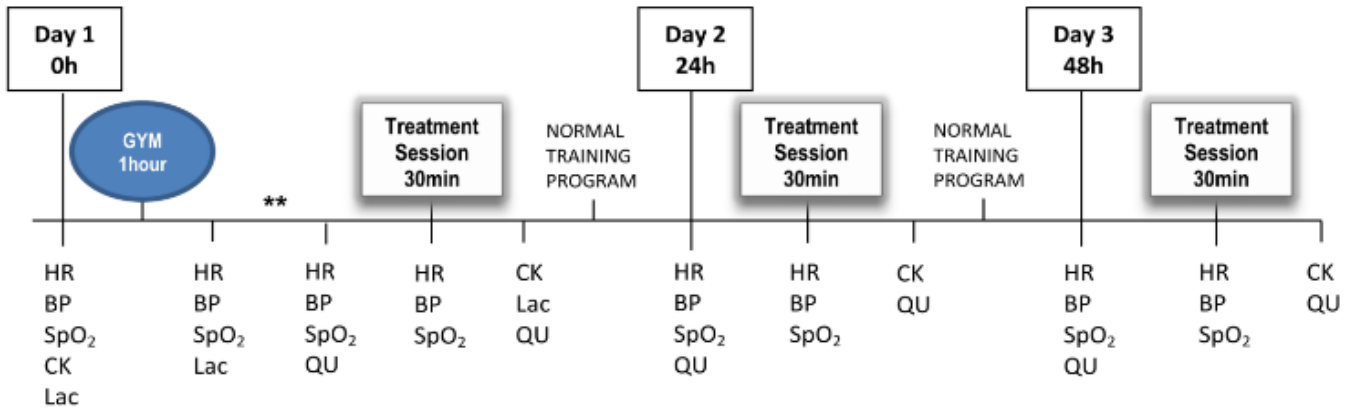 Day 1
0h
Day 2
24h
Day 3
48h
GYM
1hour
**
Treatment
Session
30min
NORMAL
TRAINING
PROGRAM
Treatment
Session
30min
NORMAL
TRAINING
PROGRAM
Treatment
Session
30min
HR
BP
SpO₂
CK
Lac
HR
BP
SpO₂
Lac
HR
BP
SpO₂
QU
HR
BP
SpO₂
CK
Lac
QU
HR
BP
SpO₂
QU
HR
BP
SpO₂
CK
QU
HR
BP
SpO₂
QU
HR
BP
SpO₂
CK
QU